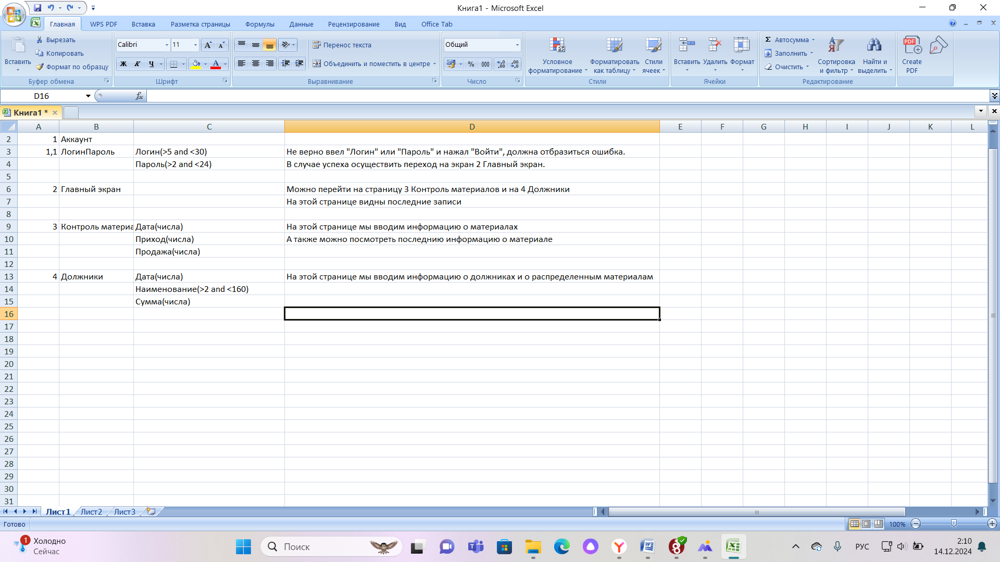 Книга1 - Microsoft Excel
Главная WPS PDF Вставка Разметка страницы Формулы Данные Рецензирование Вид Office Tab
Вставить
Вырезать
Копировать
Формат по образцу
Буфер обмена
Calibri 11
Ж К Ч
Шрифт
Перенос текста
Объединить и поместить в центре
Выравнивание
Общий
% 000
Число
Условное форматирование
Форматировать как таблицу
Стили ячеек
Стили
Вставить Удалить Формат
Ячейки
Σ Автосумма
Заполнить
Очистить
Сортировка и фильтр
Найти и выделить
Редактирование
Create PDF
D16
fx
Книга1 *
A B C D E F G H I J K L
2 1 Аккаунт
3 1,1 ЛогинПароль Логин(>5 and <30) Не верно ввел "Логин" или "Пароль" и нажал "Войти", должна отбразиться ошибка.
4 Пароль(>2 and <24) В случае успеха осуществить переход на экран 2 Главный экран.
5
6 2 Главный экран Можно перейти на страницу 3 Контроль материалов и на 4 Должники
7 На этой странице видны последние записи
8
9 3 Контроль материа Дата(числа) На этой странице мы вводим информацию о материалах
10 Приход(числа) А также можно посмотреть последнию информацию о материале
11 Продажа(числа)
12
13 4 Должники Дата(числа) На этой странице мы вводим информацию о должниках и о распределенным материалам
14 Наименование(>2 and <160)
15 Сумма(числа)
16
17
18
19
20
21
22
23
24
25
26
27
28
29
30
31
Лист1 Лист2 Лист3
Готово
100%
1
Холодно
Сейчас
Поиск
РУС
2:10
14.12.2024